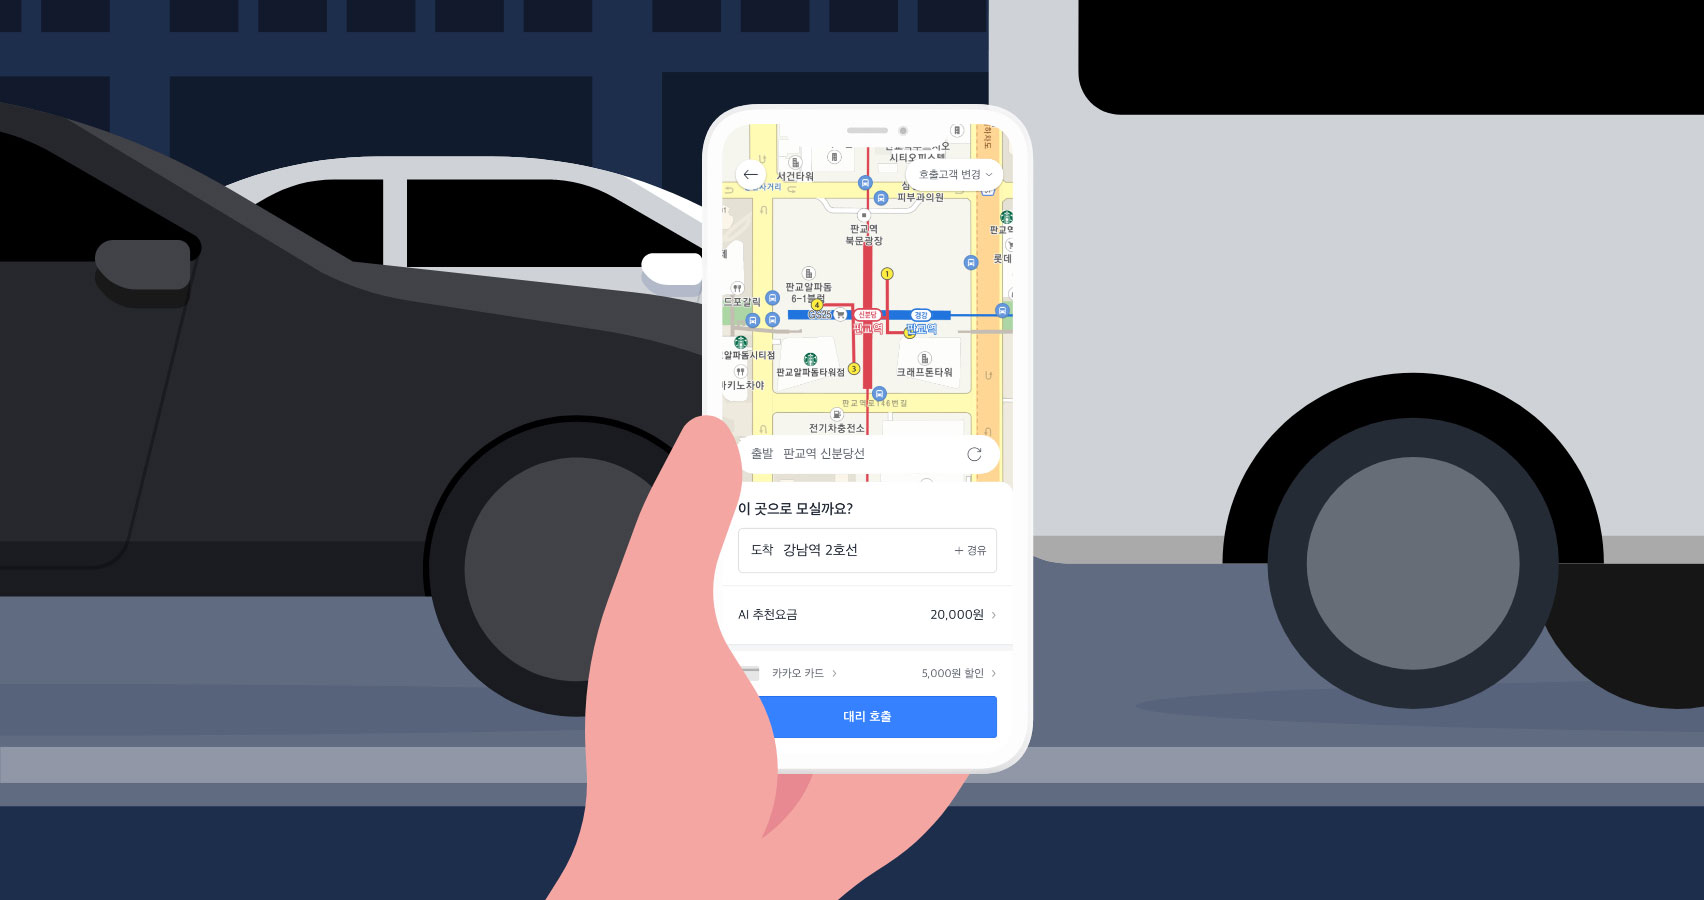 시티오피스텔
서건타워
호출고객 변경
피부과의원
판교역
북문광장
판교역
롯데
판교알파돔
6-1블럭
드포갈릭
1
4
GS25
신분당
경강
판교역
판교역
알파돔시티점
판교알파돔타워점
3
크래프톤타워
아키노차야
판교역로146번길
전기차충전소
출발 판교역 신분당선
이 곳으로 모실까요?
도착 강남역 2호선 + 경유
AI 추천요금 20,000원
카카오 카드 5,000원 할인
대리 호출